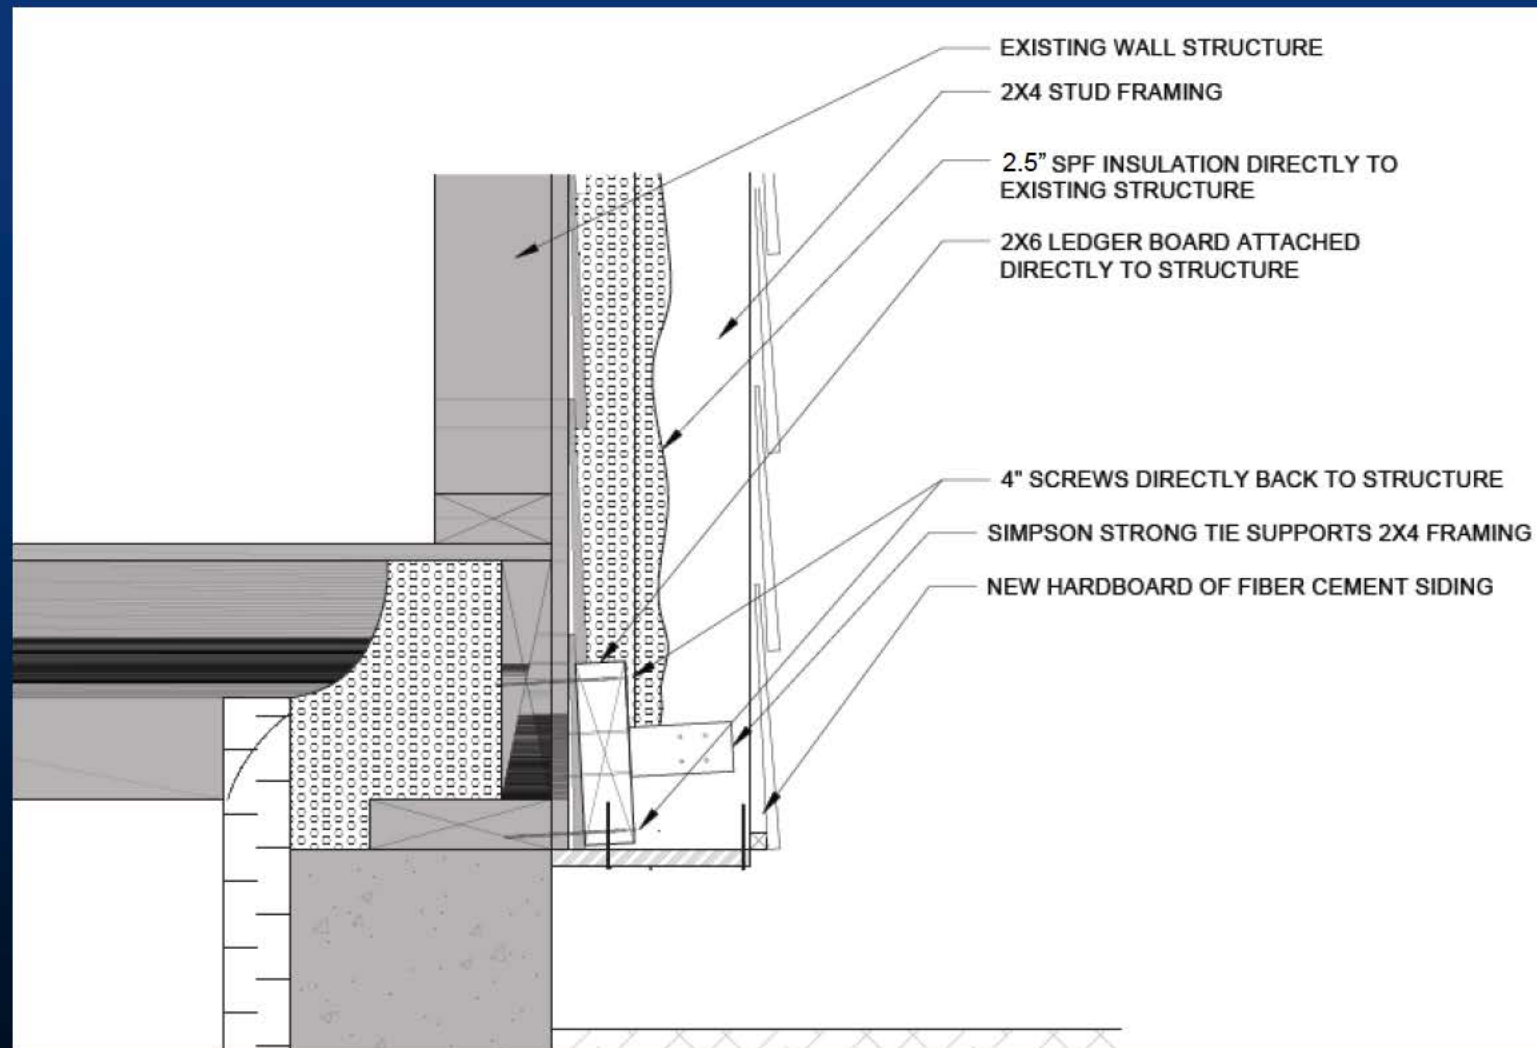 EXISTING WALL STRUCTURE
2X4 STUD FRAMING
2.5” SPF INSULATION DIRECTLY TO
EXISTING STRUCTURE
2X6 LEDGER BOARD ATTACHED
DIRECTLY TO STRUCTURE
4" SCREWS DIRECTLY BACK TO STRUCTURE
SIMPSON STRONG TIE SUPPORTS 2X4 FRAMING
NEW HARDBOARD OF FIBER CEMENT SIDING